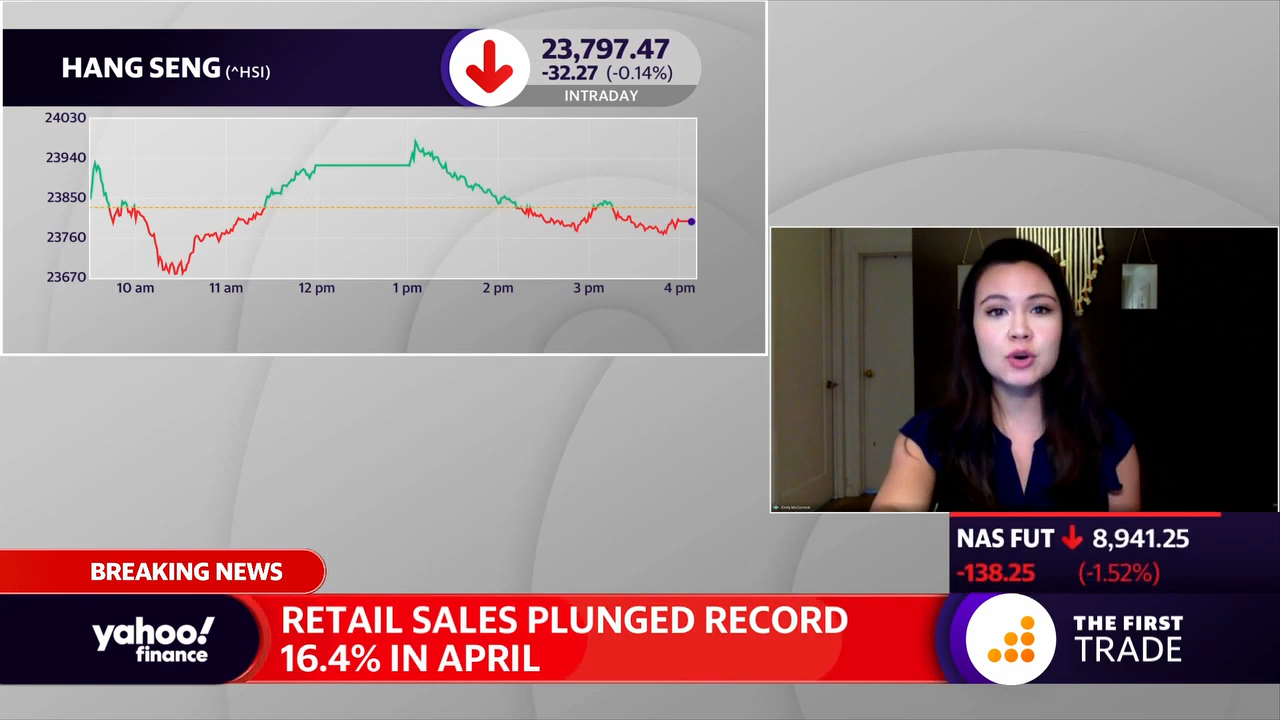 HANG SENG (^HSI)
23,797.47
-32.27 (-0.14%)
INTRADAY
24030
23940
23850
23760
23670
10 am 11 am 12 pm 1 pm 2 pm 3 pm 4 pm
Emily McCormick
NAS FUT 8,941.25
-138.25 (-1.52%)
BREAKING NEWS
yahoo!
finance
RETAIL SALES PLUNGED RECORD
16.4% IN APRIL
THE FIRST
TRADE